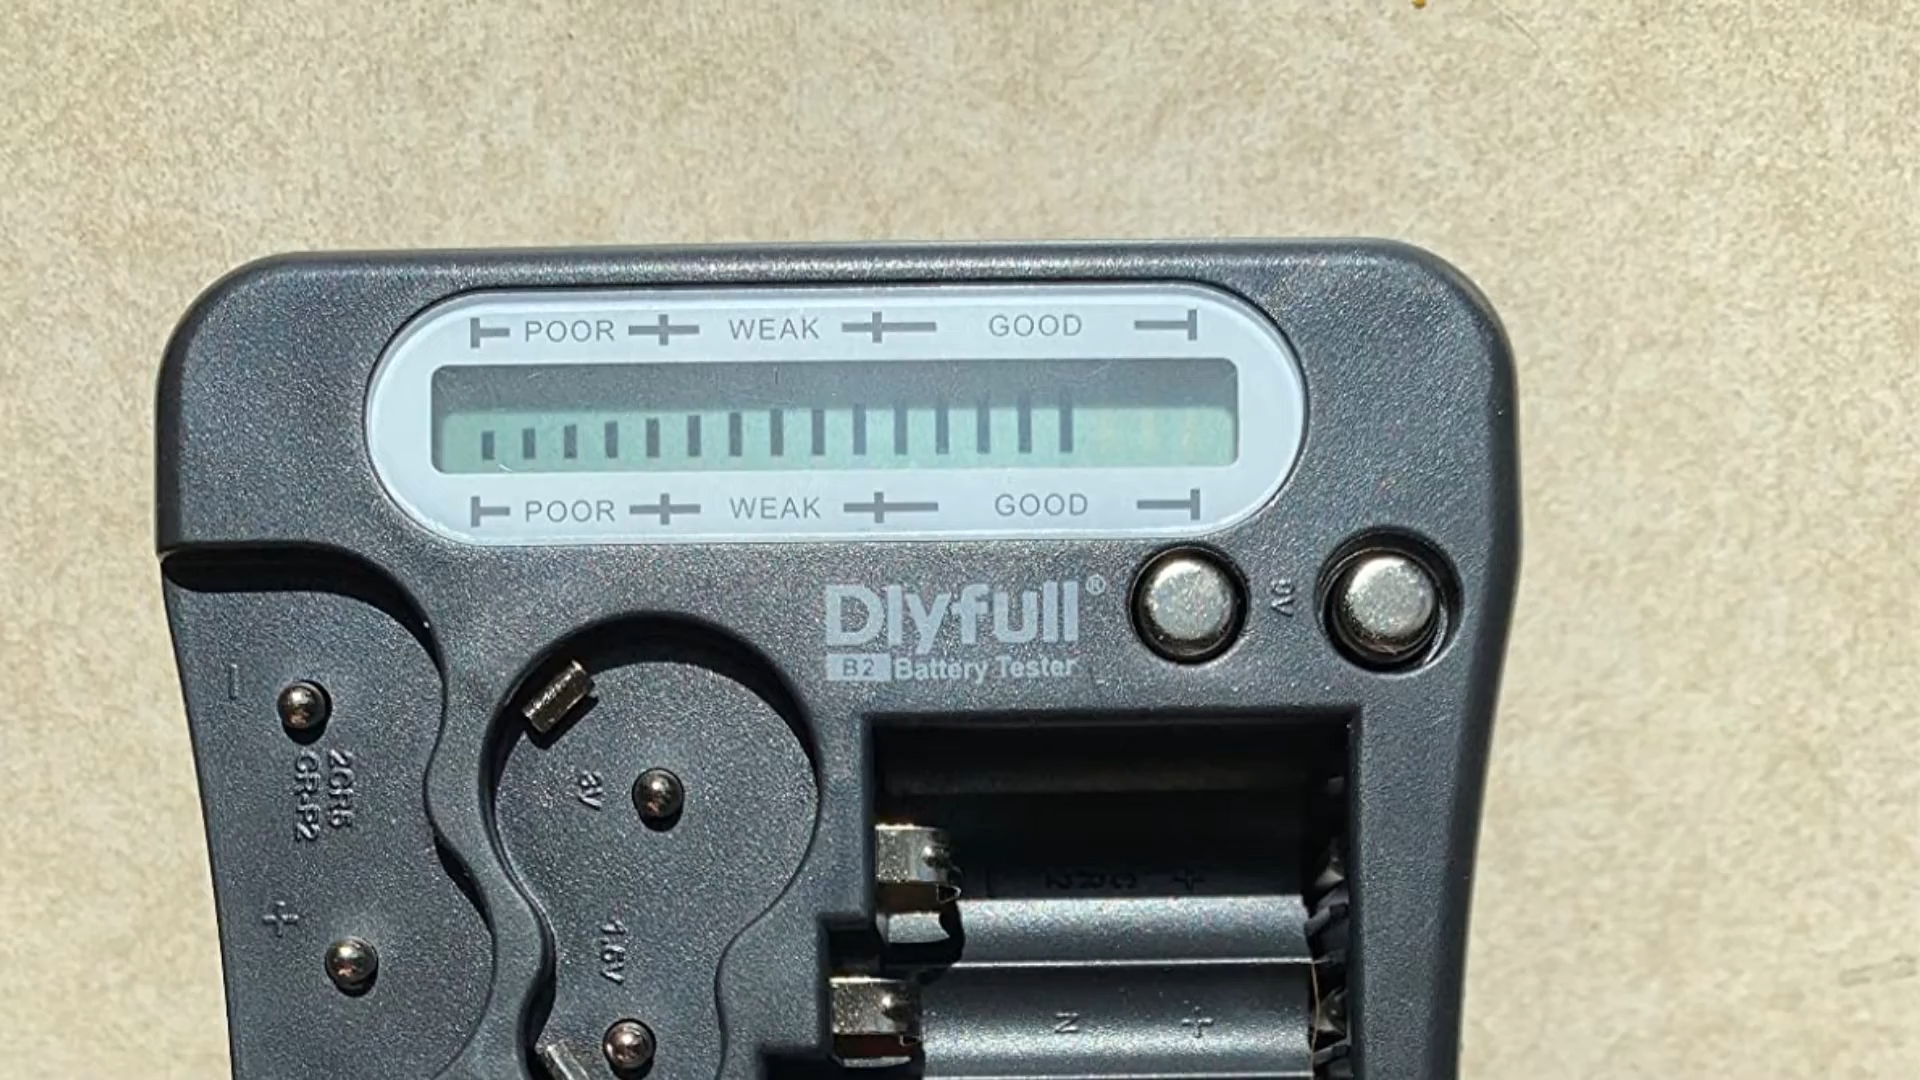 POOR WEAK GOOD
POOR WEAK GOOD
Dlyfull®
B2 Battery Tester
9V
2CR5
CR-P2
3V
1.5V
N